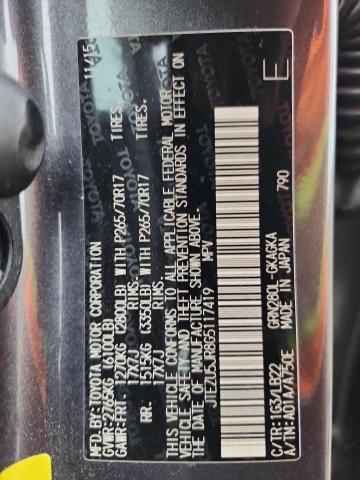 MFD. BY: TOYOTA MOTOR CORPORATION 11/15
GVWR: 2765KG (6100LB)
GAWR: FRT. 1270KG (2800LB) WITH P265/70R17 TIRES,
17X7J RIMS,
RR. 1515KG (3350LB) WITH P265/70R17 TIRES,
17X7J RIMS
THIS VEHICLE CONFORMS TO ALL APPLICABLE FEDERAL MOTOR
VEHICLE SAFETY AND THEFT PREVENTION STANDARDS IN EFFECT ON
THE DATE OF MANUFACTURE SHOWN ABOVE.
JTEZU5JR8G5117419 MPV
E
790
GRN280L-GKAGKA
C/TR: 1G3/LB22
A/TM: A01A/A750E MADE IN JAPAN